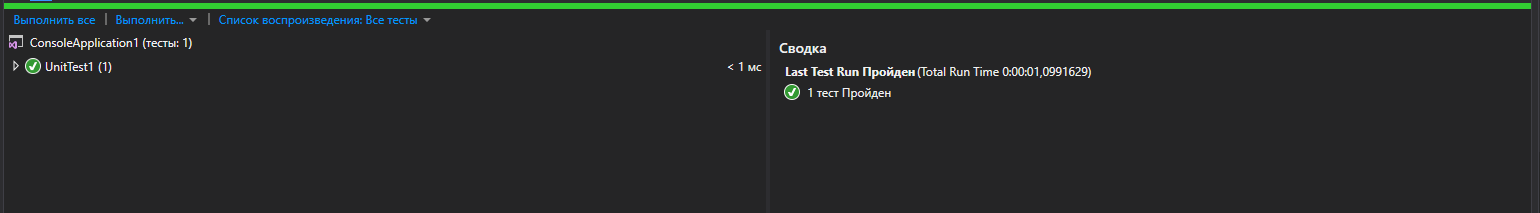 Выполнить все | Выполнить... | Список воспроизведения: Все тесты
ConsoleApplication1 (тесты: 1)
UnitTest1 (1) < 1 мс
Сводка
Last Test Run Пройден (Total Run Time 0:00:01,0991629)
1 тест Пройден